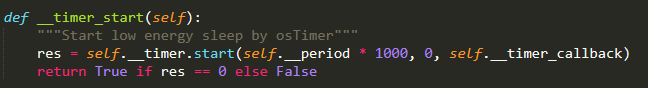 def __timer_start(self):
    """Start low energy sleep by osTimer"""
    res = self.__timer.start(self.__period * 1000, 0, self.__timer_callback)
    return True if res == 0 else False